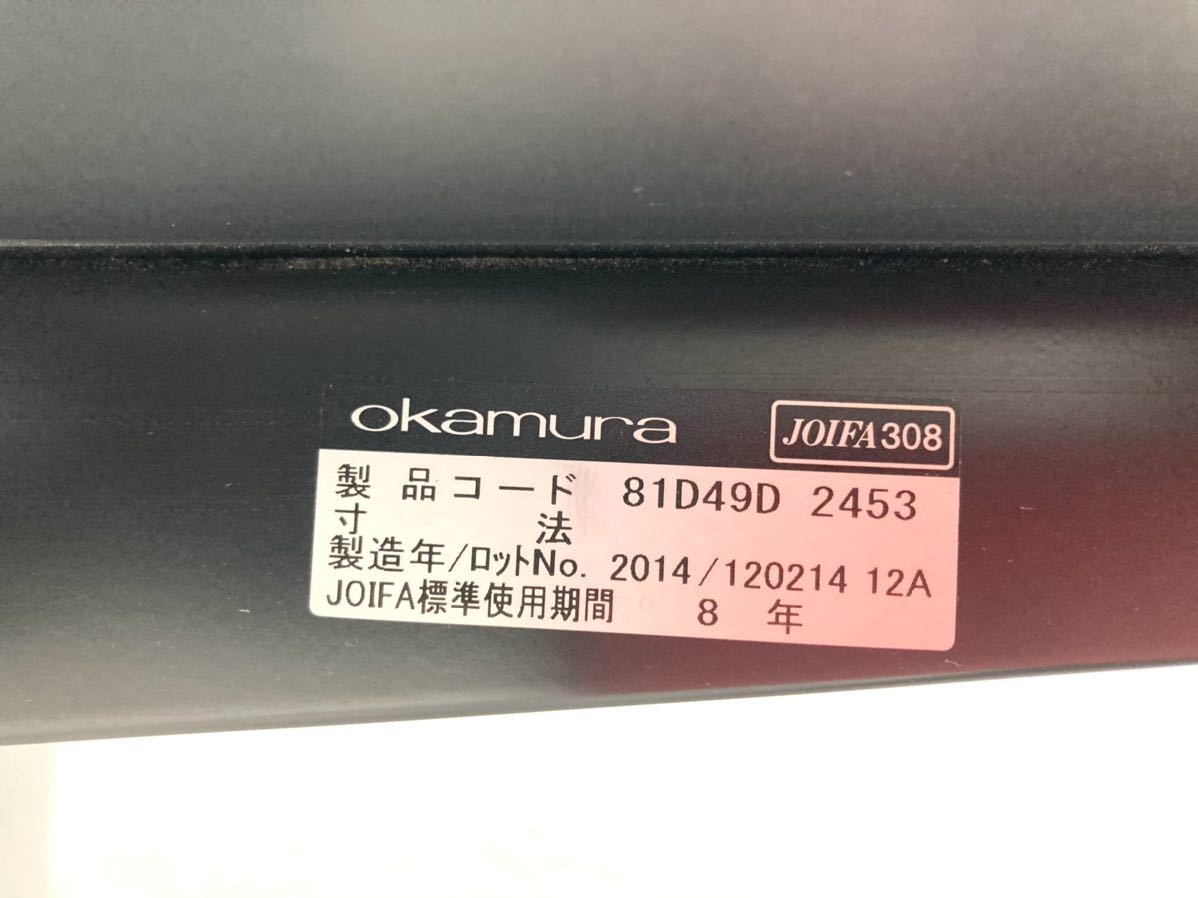 okamura JOIFA308
製品コード 81D49D 2453
寸法
製造年/ロットNo. 2014/120214 12A
JOIFA標準使用期間 8 年